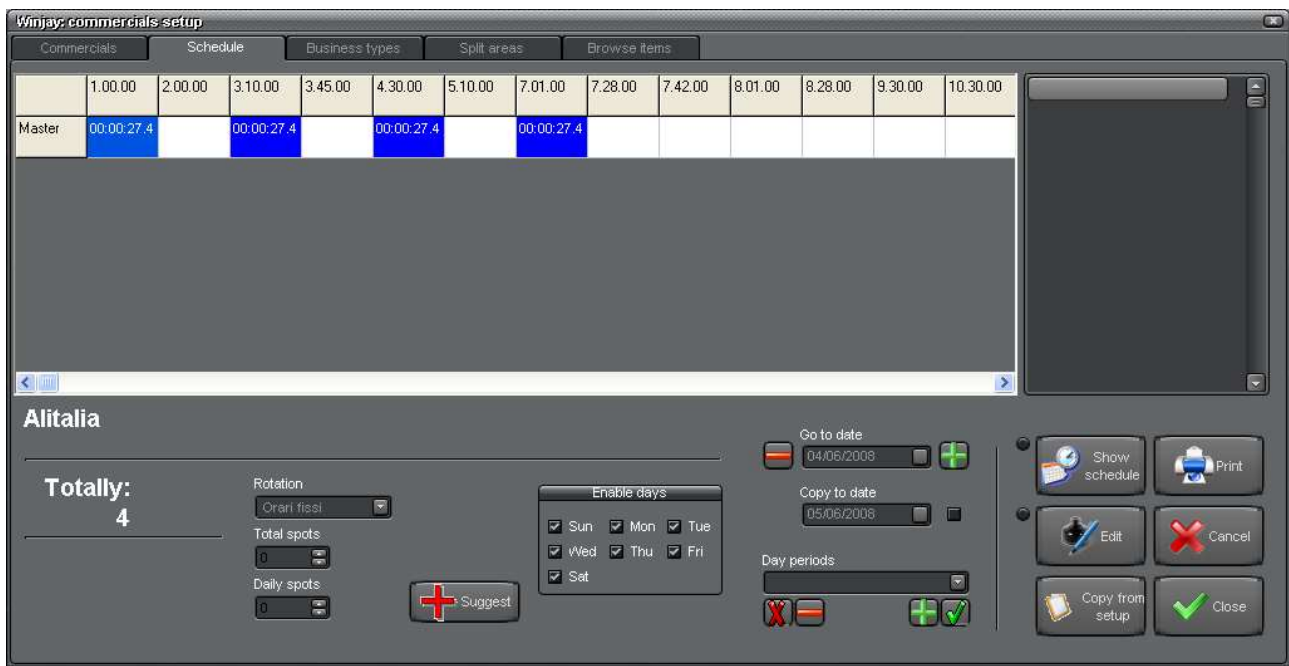 Winjay: commercials setup
Commercials Schedule Business types Split areas Browse items
1.00.00 2.00.00 3.10.00 3.45.00 4.30.00 5.10.00 7.01.00 7.28.00 7.42.00 8.01.00 8.28.00 9.30.00 10.30.00
Master 00:00:27.4 00:00:27.4 00:00:27.4 00:00:27.4
Alitalia
Totally:
4
Rotation
Orari fissi
Total spots
0
Daily spots
0
Suggest
Enable days
Sun Mon Tue
Wed Thu Fri
Sat
Go to date
04/06/2008
Copy to date
05/06/2008
Day periods
Show schedule
Print
Edit
Cancel
Copy from setup
Close